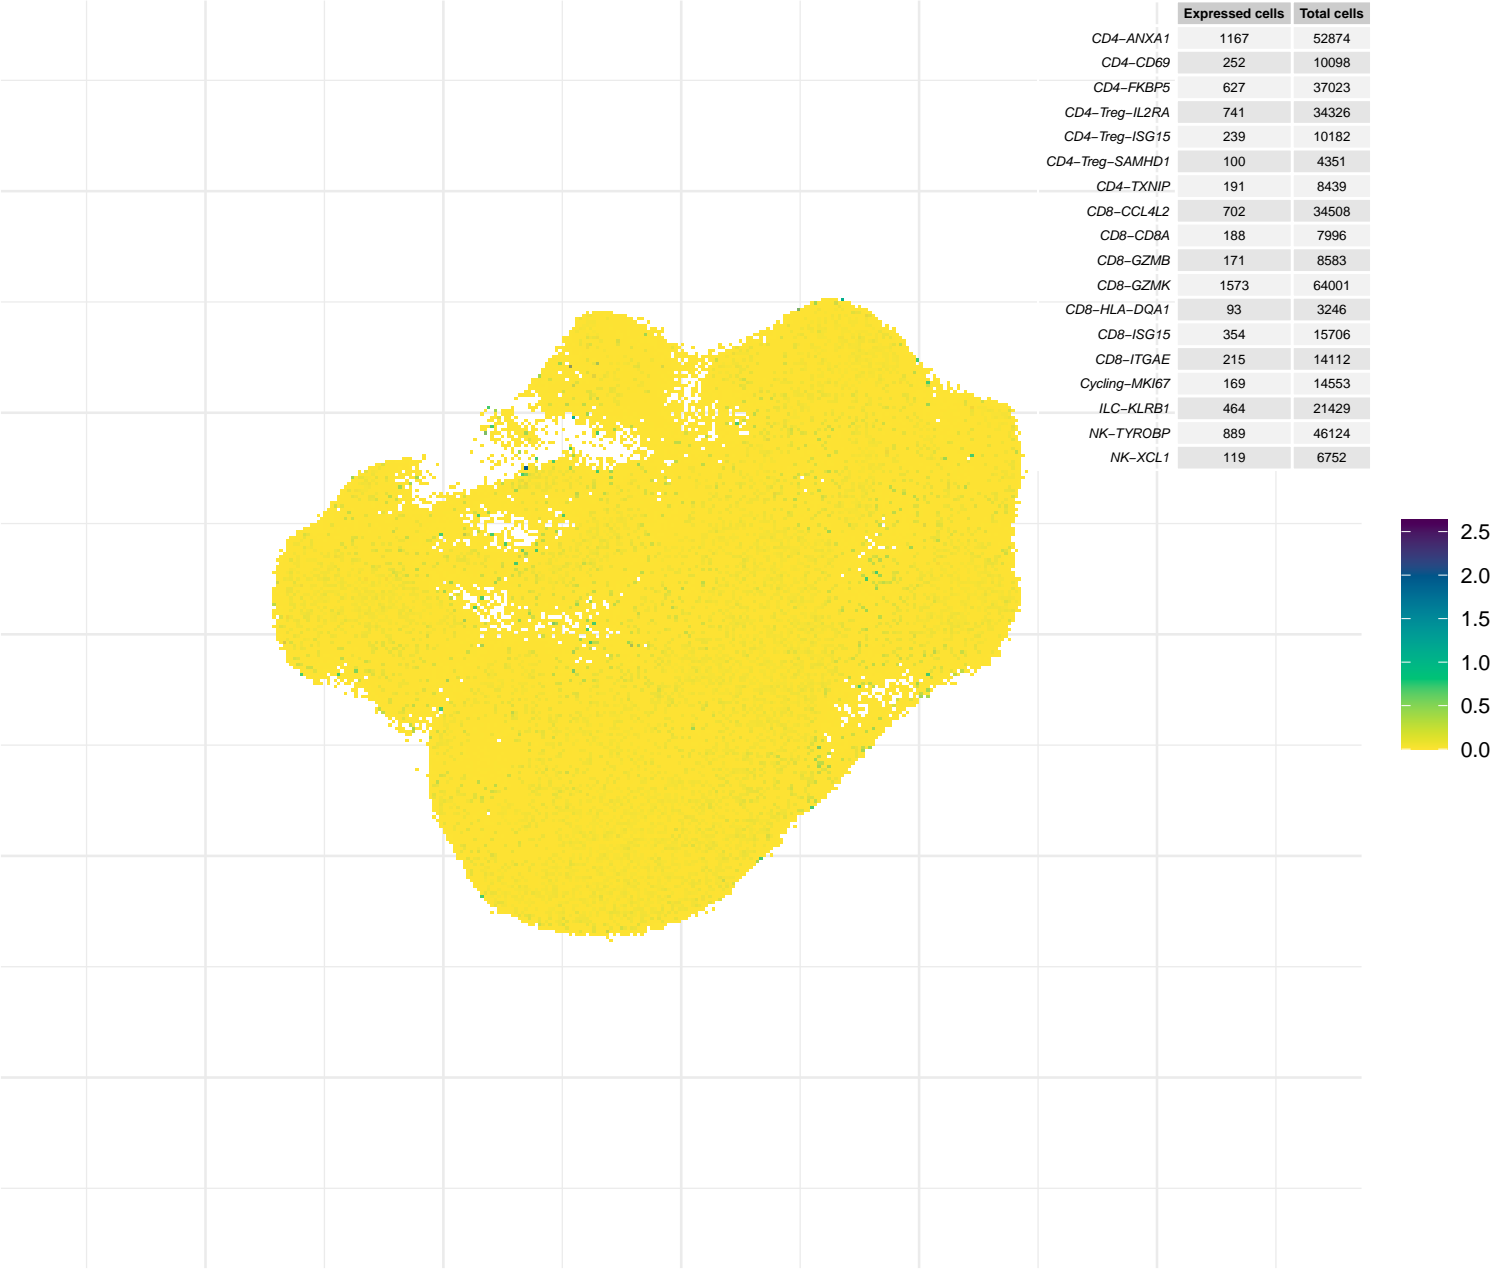 Expressed cells Total cells
CD4−ANXA1 1167 52874
CD4−CD69 252 10098
CD4−FKBP5 627 37023
CD4−Treg−IL2RA 741 34326
CD4−Treg−ISG15 239 10182
CD4−Treg−SAMHD1 100 4351
CD4−TXNIP 191 8439
CD8−CCL4L2 702 34508
CD8−CD8A 188 7996
CD8−GZMB 171 8583
CD8−GZMK 1573 64001
CD8−HLA−DQA1 93 3246
CD8−ISG15 354 15706
CD8−ITGAE 215 14112
Cycling−MKI67 169 14553
ILC−KLRB1 464 21429
NK−TYROBP 889 46124
NK−XCL1 119 6752
2.5
2.0
1.5
1.0
0.5
0.0